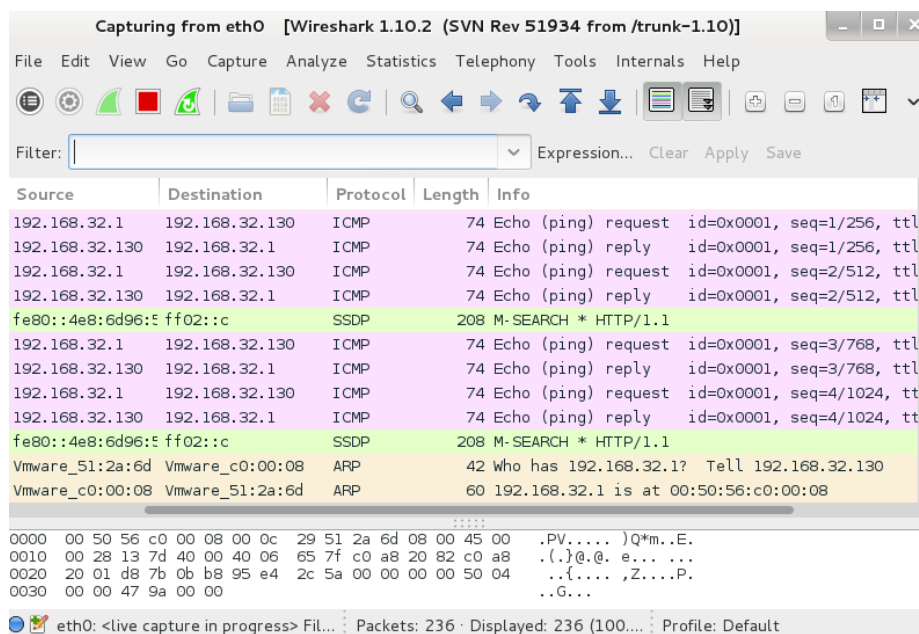 Capturing from eth0 [Wireshark 1.10.2 (SVN Rev 51934 from /trunk-1.10)]
File Edit View Go Capture Analyze Statistics Telephony Tools Internals Help
Filter: Expression... Clear Apply Save
Source Destination Protocol Length Info
192.168.32.1 192.168.32.130 ICMP 74 Echo (ping) request id=0x0001, seq=1/256, ttl
192.168.32.130 192.168.32.1 ICMP 74 Echo (ping) reply id=0x0001, seq=1/256, ttl
192.168.32.1 192.168.32.130 ICMP 74 Echo (ping) request id=0x0001, seq=2/512, ttl
192.168.32.130 192.168.32.1 ICMP 74 Echo (ping) reply id=0x0001, seq=2/512, ttl
fe80::4e8:6d96:5 ff02::c SSDP 208 M-SEARCH * HTTP/1.1
192.168.32.1 192.168.32.130 ICMP 74 Echo (ping) request id=0x0001, seq=3/768, ttl
192.168.32.130 192.168.32.1 ICMP 74 Echo (ping) reply id=0x0001, seq=3/768, ttl
192.168.32.1 192.168.32.130 ICMP 74 Echo (ping) request id=0x0001, seq=4/1024, tt
192.168.32.130 192.168.32.1 ICMP 74 Echo (ping) reply id=0x0001, seq=4/1024, tt
fe80::4e8:6d96:5 ff02::c SSDP 208 M-SEARCH * HTTP/1.1
Vmware_51:2a:6d Vmware_c0:00:08 ARP 42 Who has 192.168.32.1? Tell 192.168.32.130
Vmware_c0:00:08 Vmware_51:2a:6d ARP 60 192.168.32.1 is at 00:50:56:c0:00:08
0000 00 50 56 c0 00 08 00 0c 29 51 2a 6d 08 00 45 00 .PV..... )Q*m..E.
0010 00 28 13 7d 40 00 40 06 65 7f c0 a8 20 82 c0 a8 .(.}@.@. e... ...
0020 20 01 d8 7b 0b b8 95 e4 2c 5a 00 00 00 00 50 04 ..{.... ,Z....P.
0030 00 00 47 9a 00 00 ..G...
eth0: <live capture in progress> Fil... Packets: 236 · Displayed: 236 (100.... Profile: Default